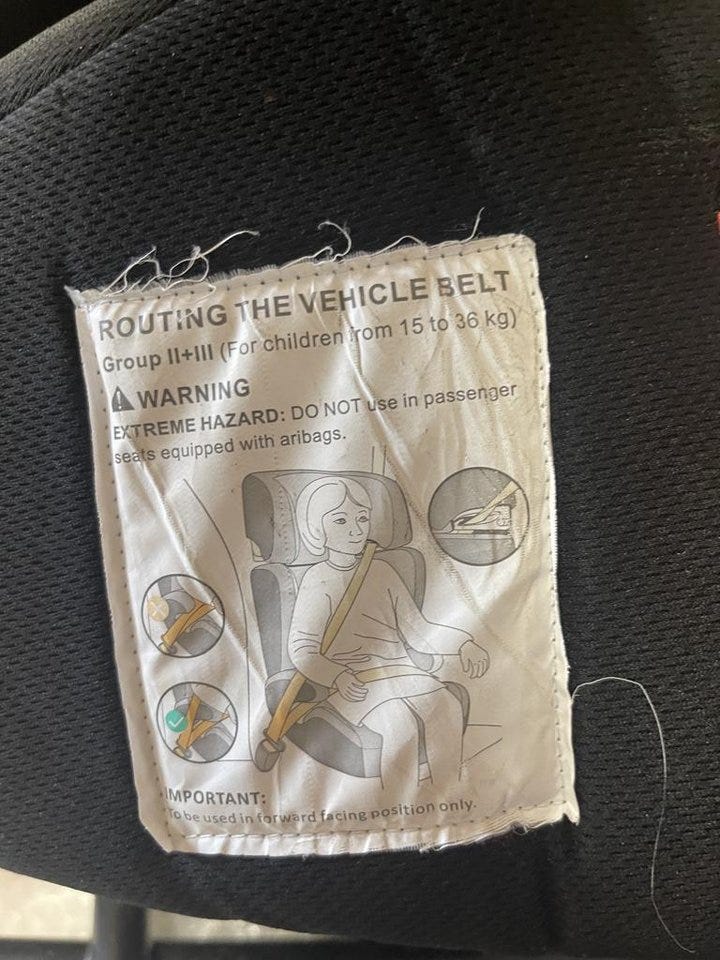 ROUTING THE VEHICLE BELT
Group II+III (For children from 15 to 36 kg)
WARNING
EXTREME HAZARD: DO NOT use in passenger
seats equipped with aribags.
IMPORTANT:
To be used in forward facing position only.